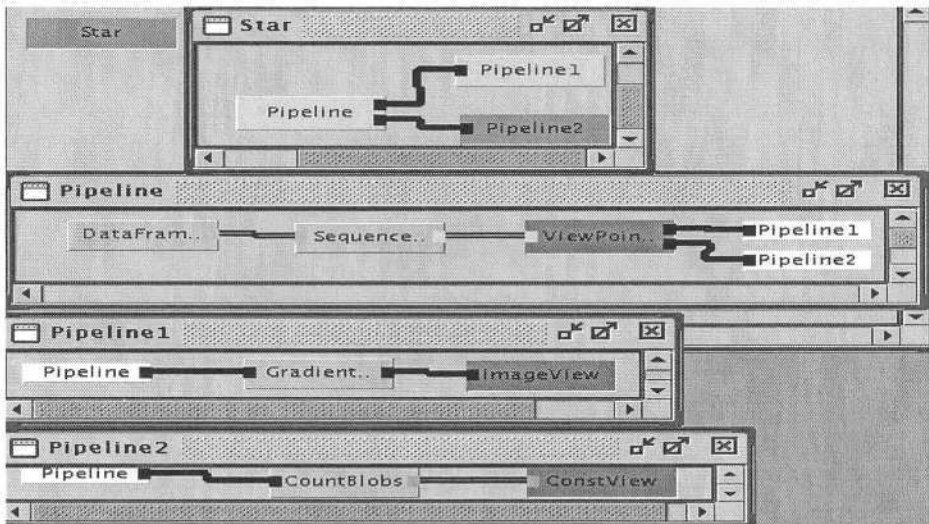 Star
Star
Pipeline1
Pipeline
Pipeline2
Pipeline
DataFram..
Sequence..
ViewPoin..
Pipeline1
Pipeline2
Pipeline1
Pipeline
Gradient..
ImageView
Pipeline2
Pipeline
CountBlobs
ConstView